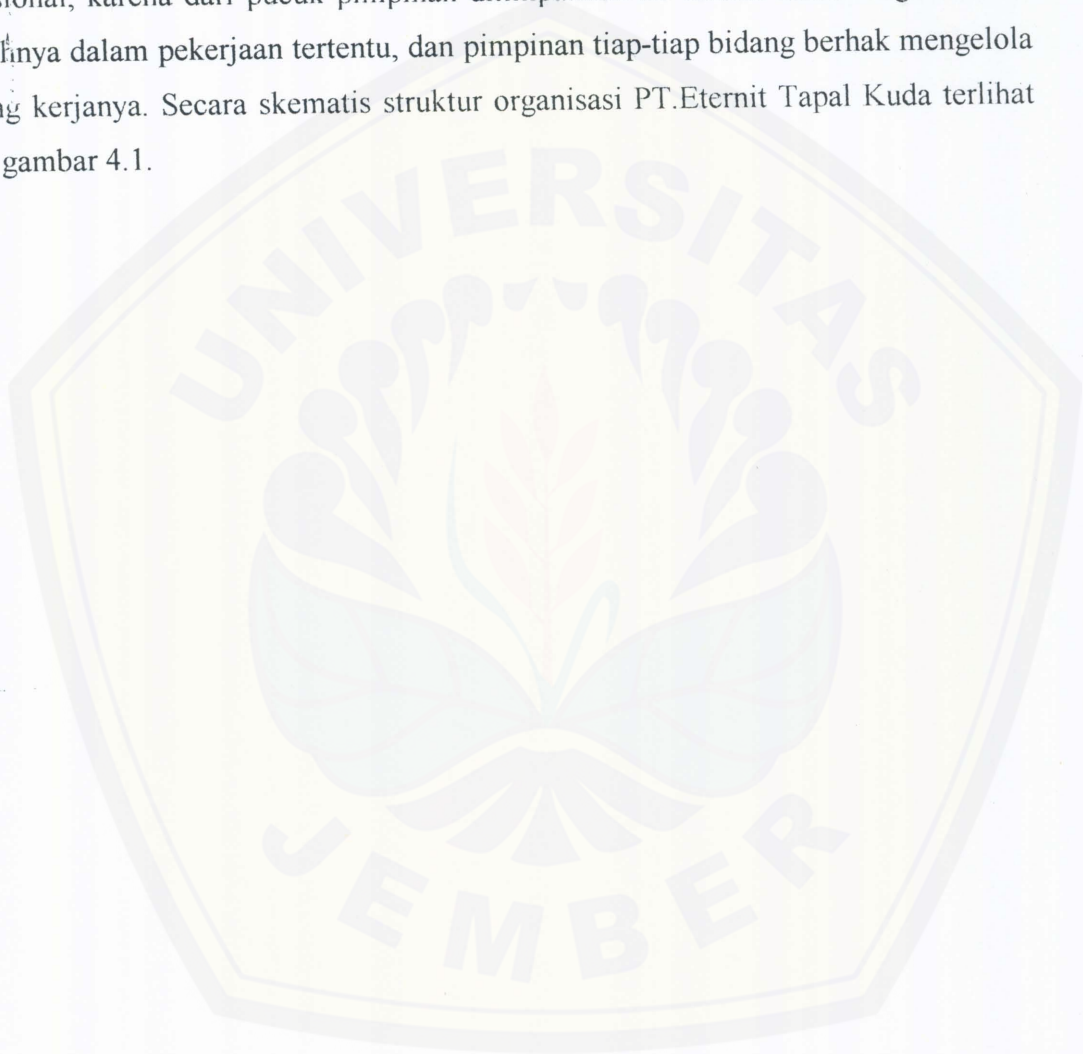 karena dari pucuk pimpinan
dalam pekerjaan tertentu, dan pimpinan tiap-tiap bidang berhak mengelola
kerjanya. Secara skematis struktur organisasi PT.Eternit Tapal Kuda terlihat
gambar 4.1.
UNIVERSITAS
JEMBER